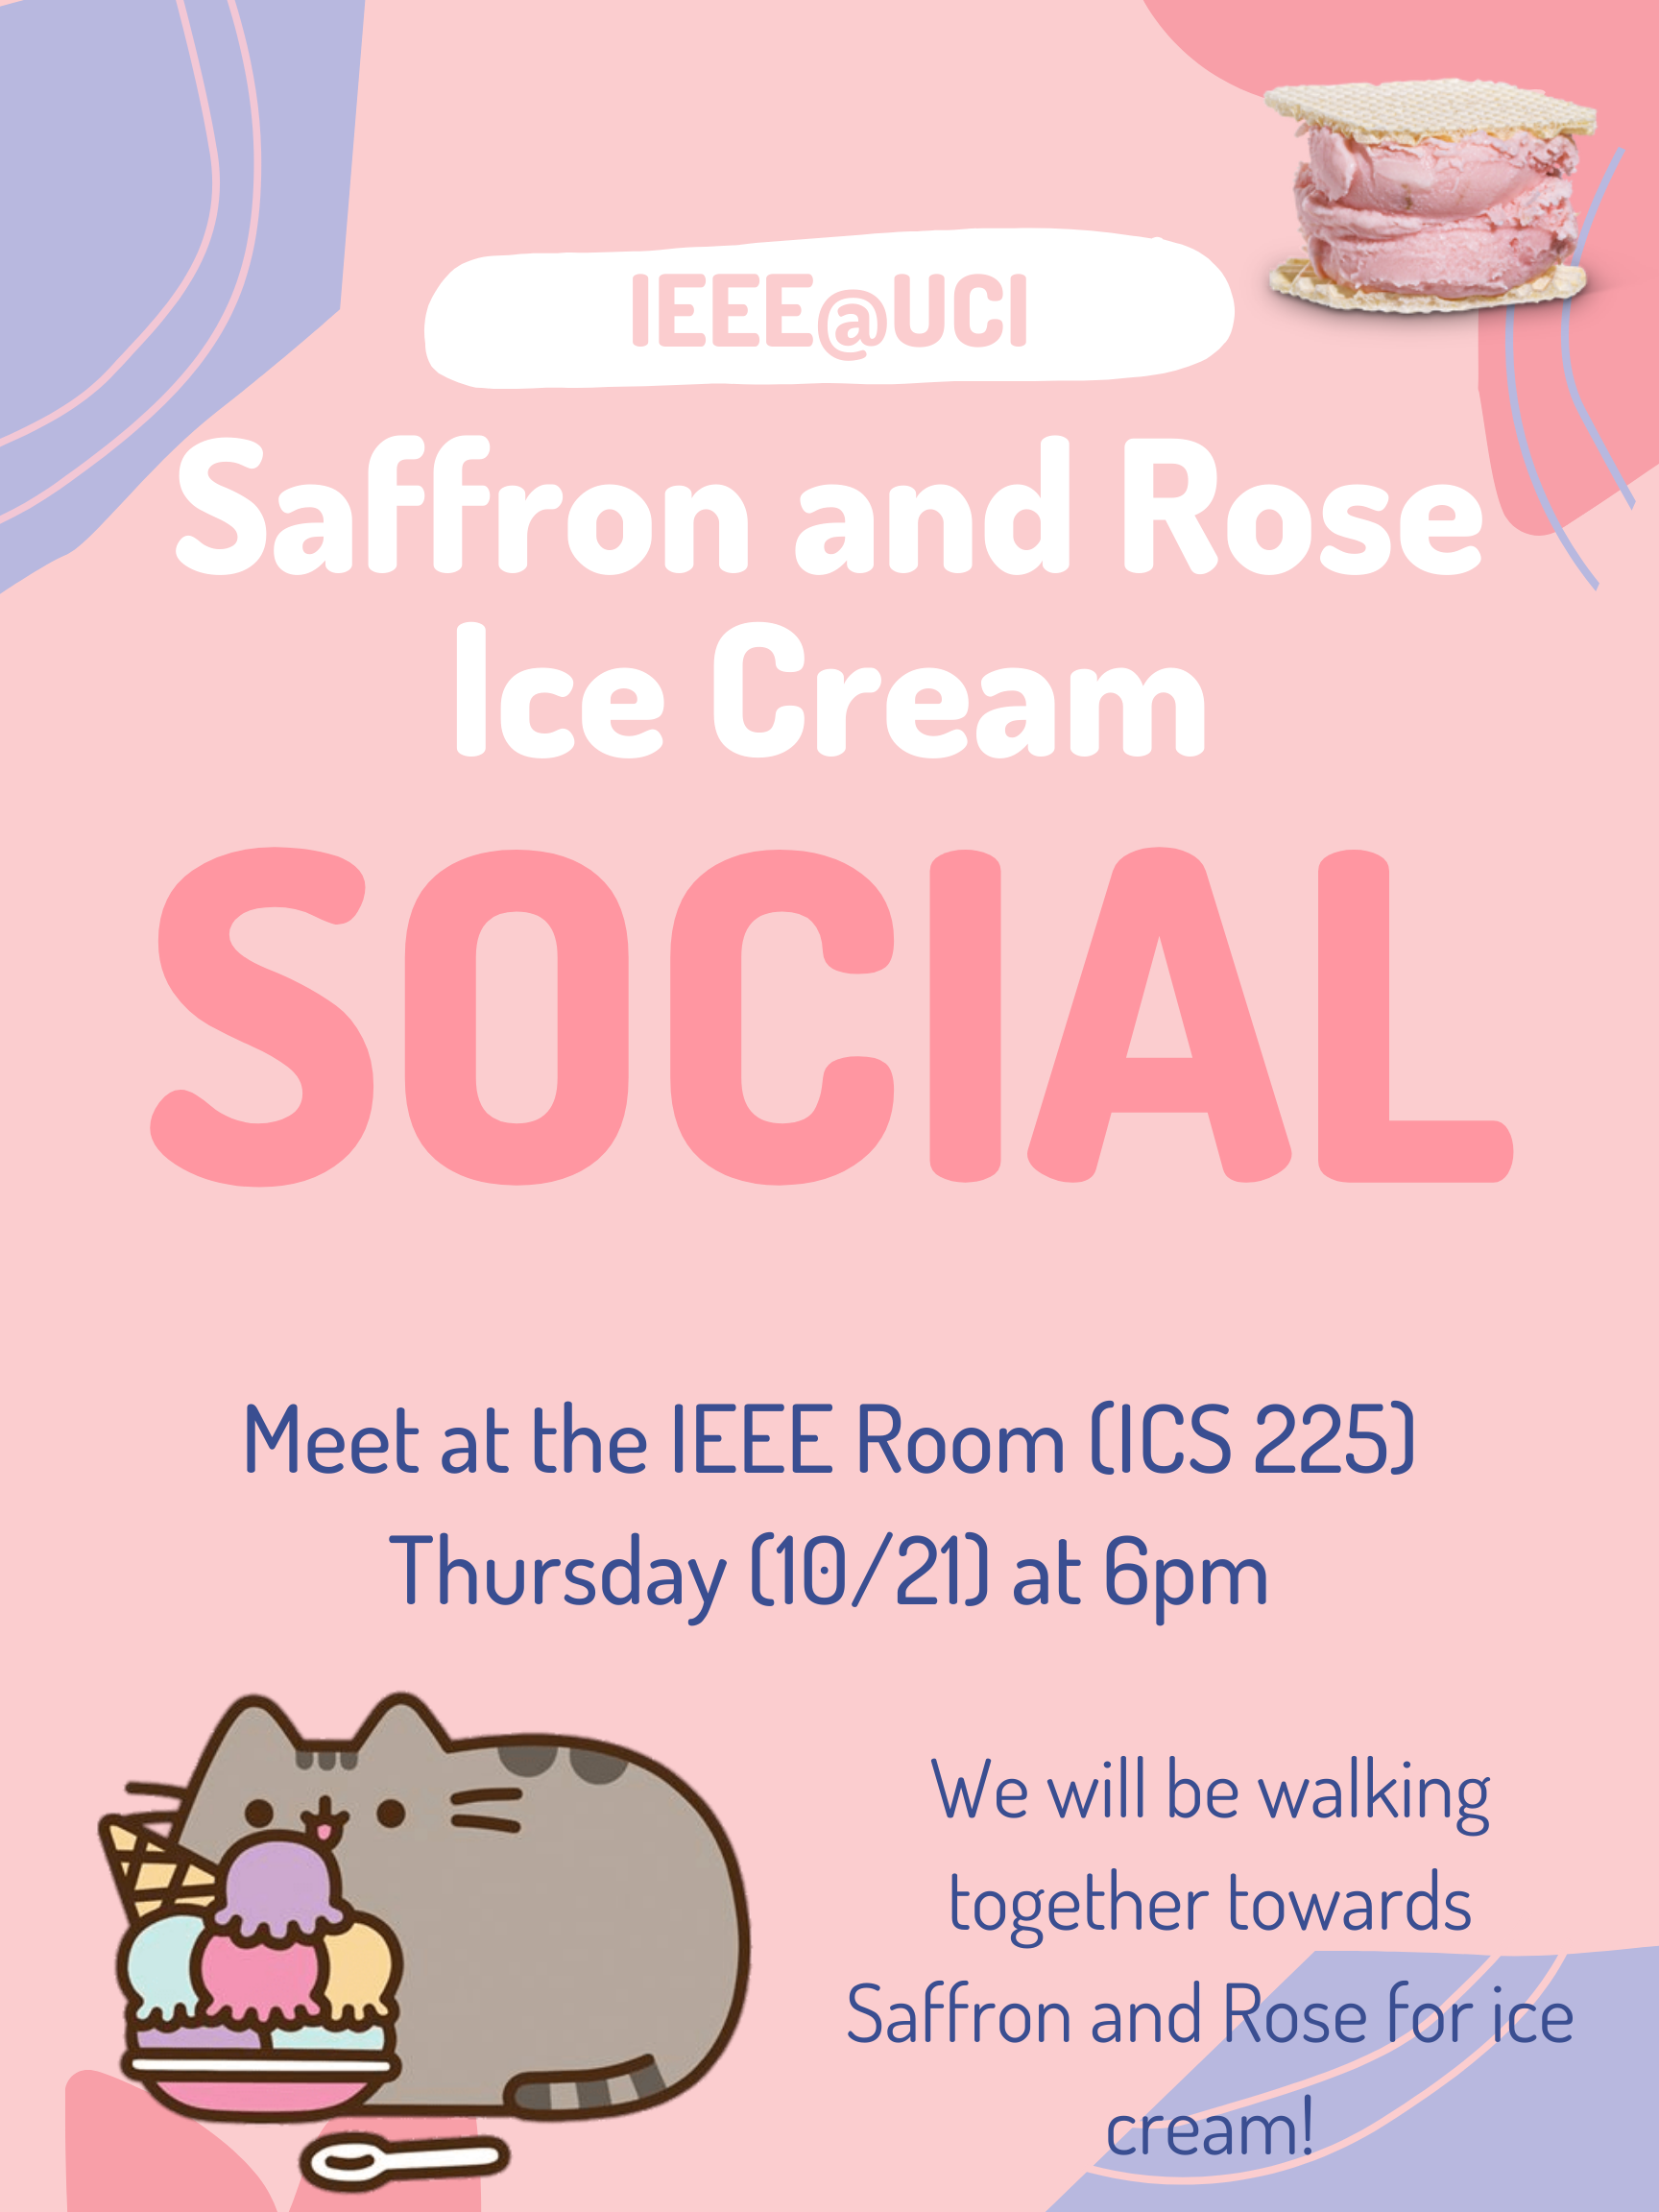 IEEE@UCI
Saffron and Rose
Ice Cream
SOCIAL
Meet at the IEEE Room (ICS 225)
Thursday (10/21) at 6pm
We will be walking
together towards
Saffron and Rose for ice
cream!